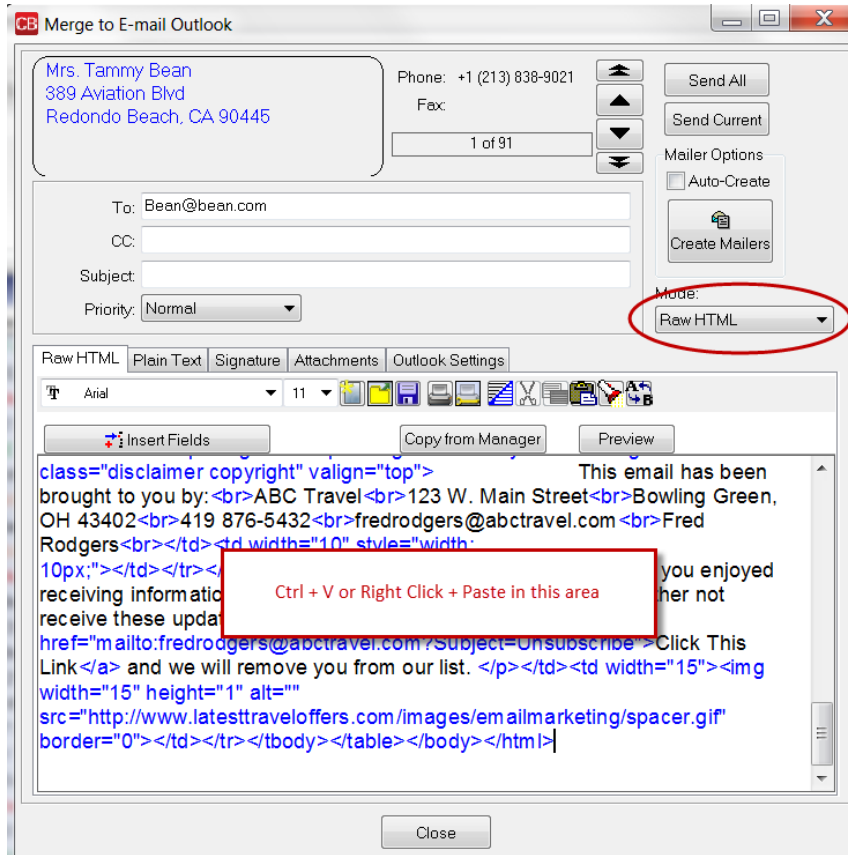 CB Merge to E-mail Outlook
Mrs. Tammy Bean
389 Aviation Blvd
Redondo Beach, CA 90445
Phone: +1 (213) 838-9021
Fax:
1 of 91
Send All
Send Current
Mailer Options
Auto-Create
Create Mailers
To: Bean@bean.com
CC:
Subject:
Priority: Normal
Mode:
Raw HTML
Raw HTML Plain Text Signature Attachments Outlook Settings
Arial 11
Insert Fields Copy from Manager Preview
class="disclaimer copyright" valign="top"> This email has been
brought to you by:<br>ABC Travel<br>123 W. Main Street<br>Bowling Green,
OH 43402<br>419 876-5432<br>fredrodgers@abctravel.com<br>Fred
Rodgers<br></td><td width="10" style="width:
10px;"></td></tr></ you enjoyed
receiving informatio her not
receive these updat
Ctrl + V or Right Click + Paste in this area
href="mailto:fredrodgers@abctravel.com?Subject=Unsubscribe">Click This
Link</a> and we will remove you from our list. </p></td><td width="15"><img
width="15" height="1" alt=""
src="http://www.latesttraveloffers.com/images/emailmarketing/spacer.gif"
border="0"></td></tr></tbody></table></body></html>
Close